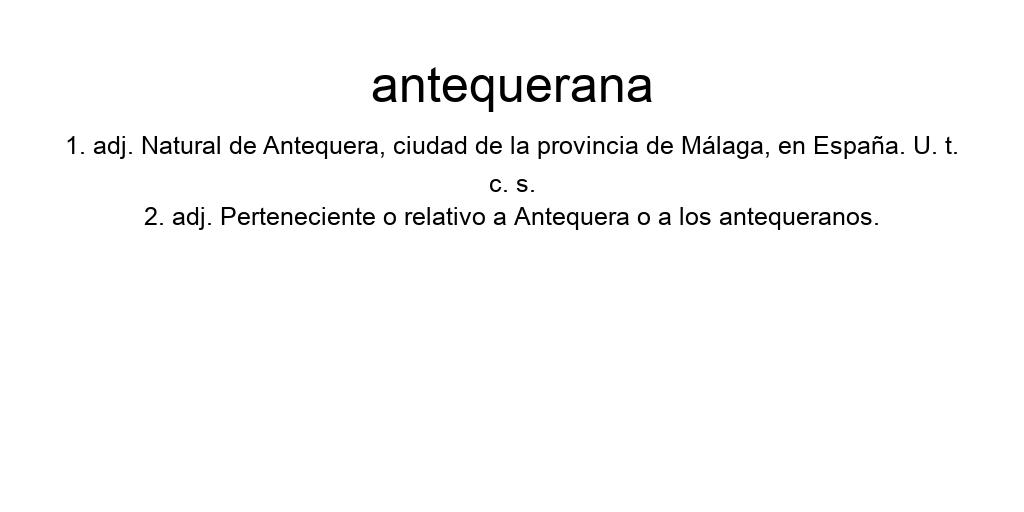 antequerana
1. adj. Natural de Antequera, ciudad de la provincia de Málaga, en España. U. t.
c. s.
2. adj. Perteneciente o relativo a Antequera o a los antequeranos.